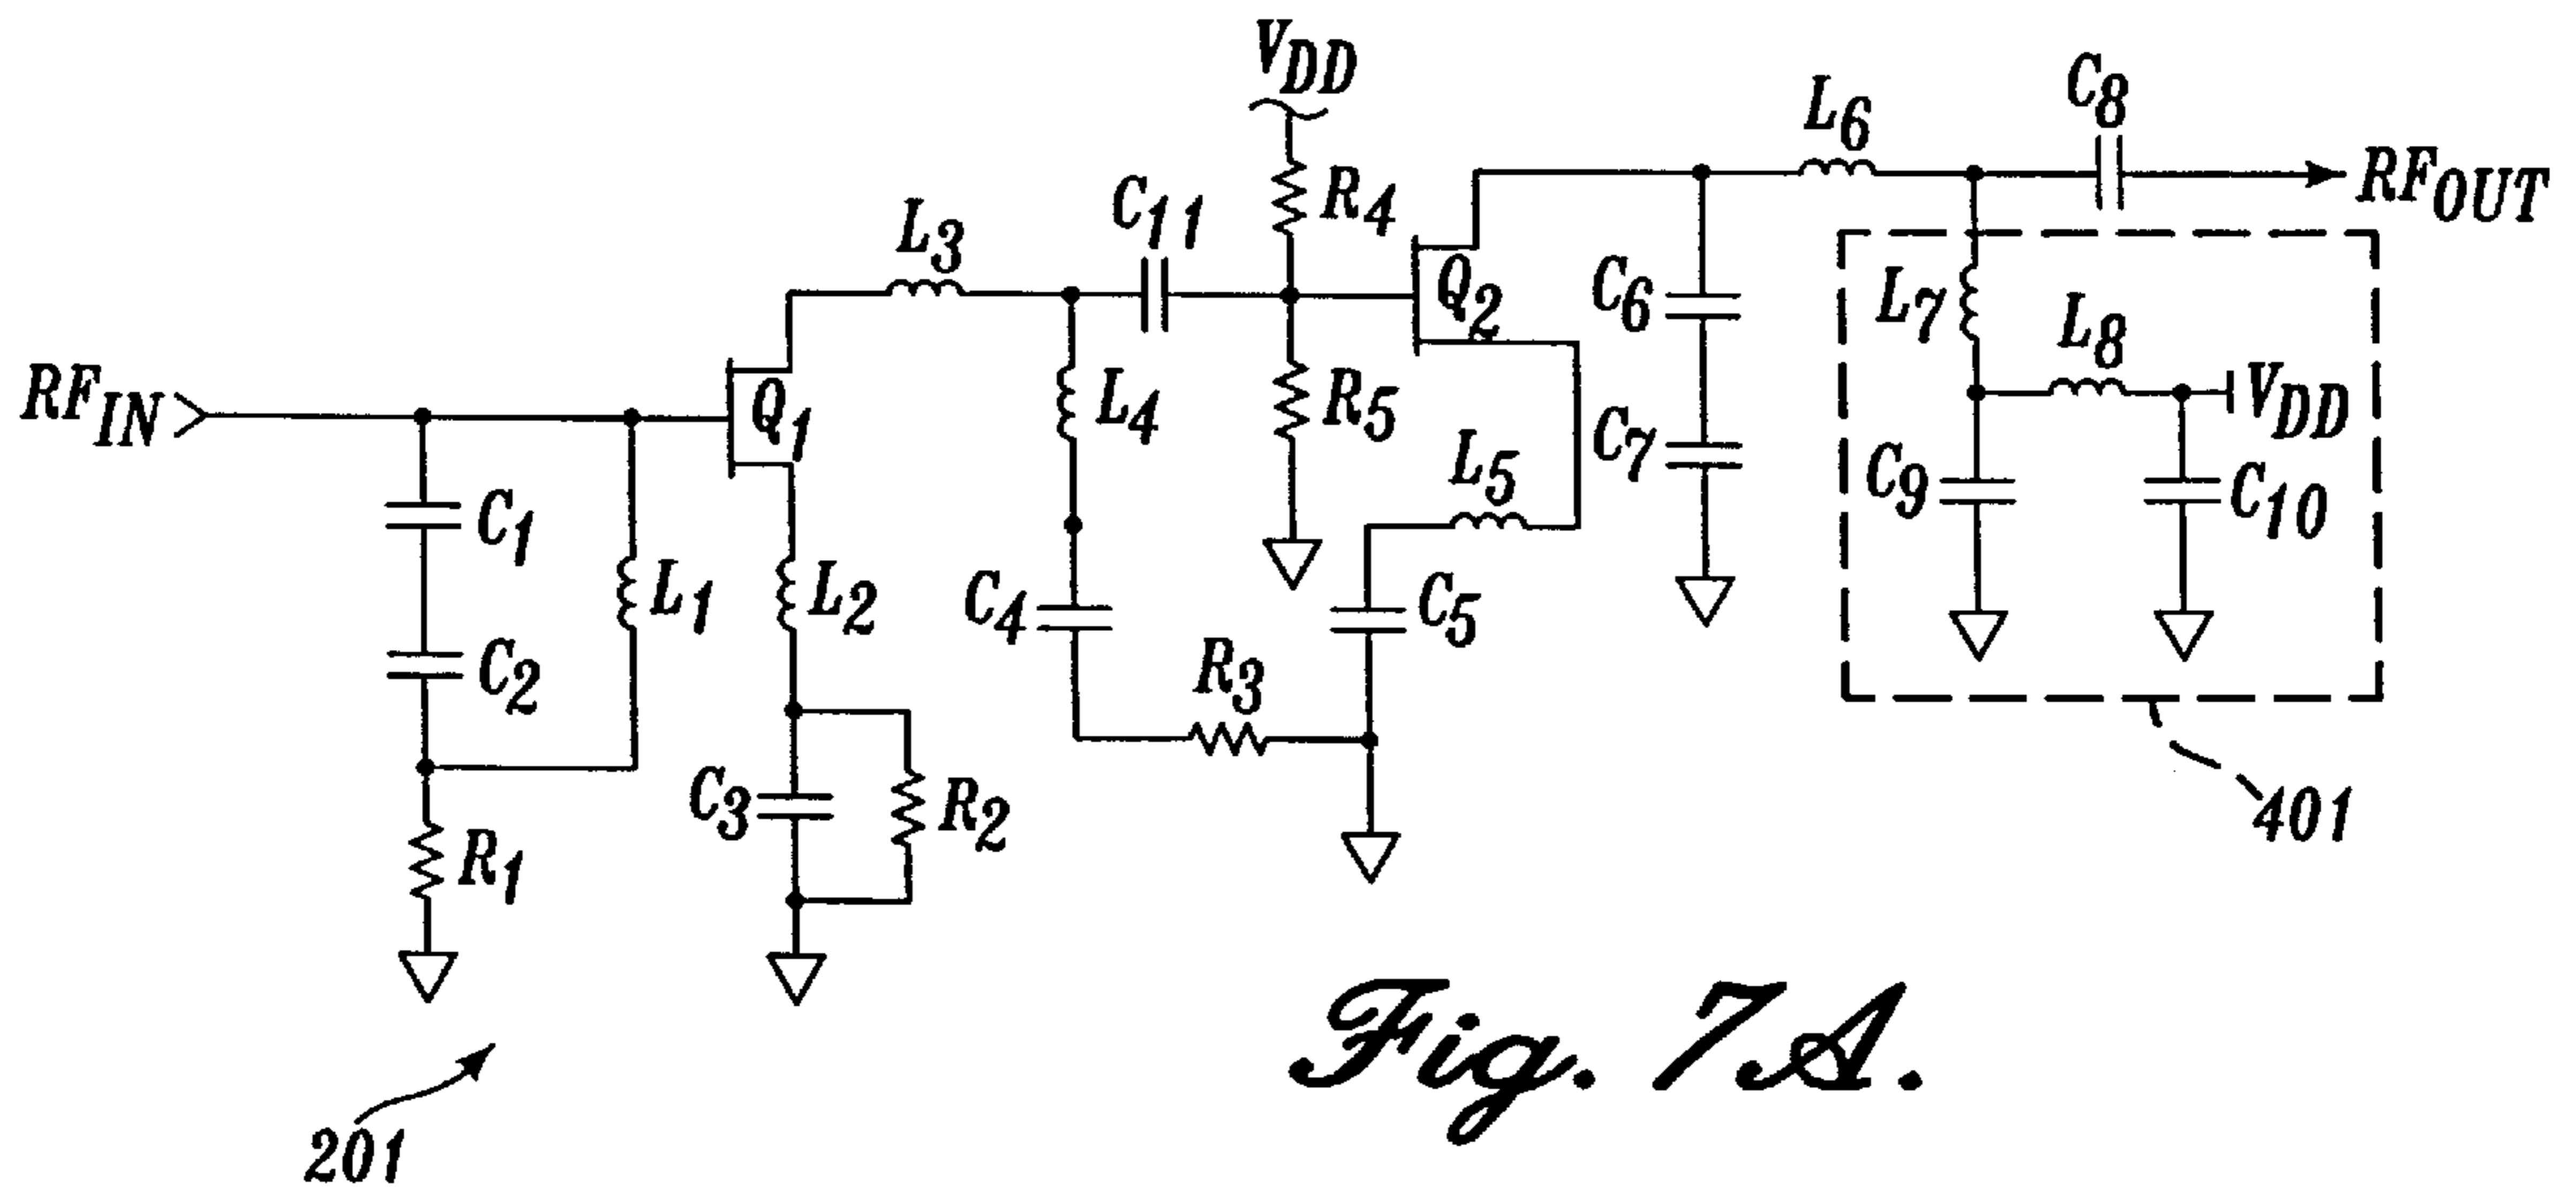 VDD
C8
L6
RFOUT
R4
C11
L3
Q2
C6
L7
L8
VDD
RFIN
Q1
L4
R5
C7
C9
C10
L5
C1
L1
L2
C4
C5
C2
R3
C3
R2
R1
401
Fig. 7A.
201